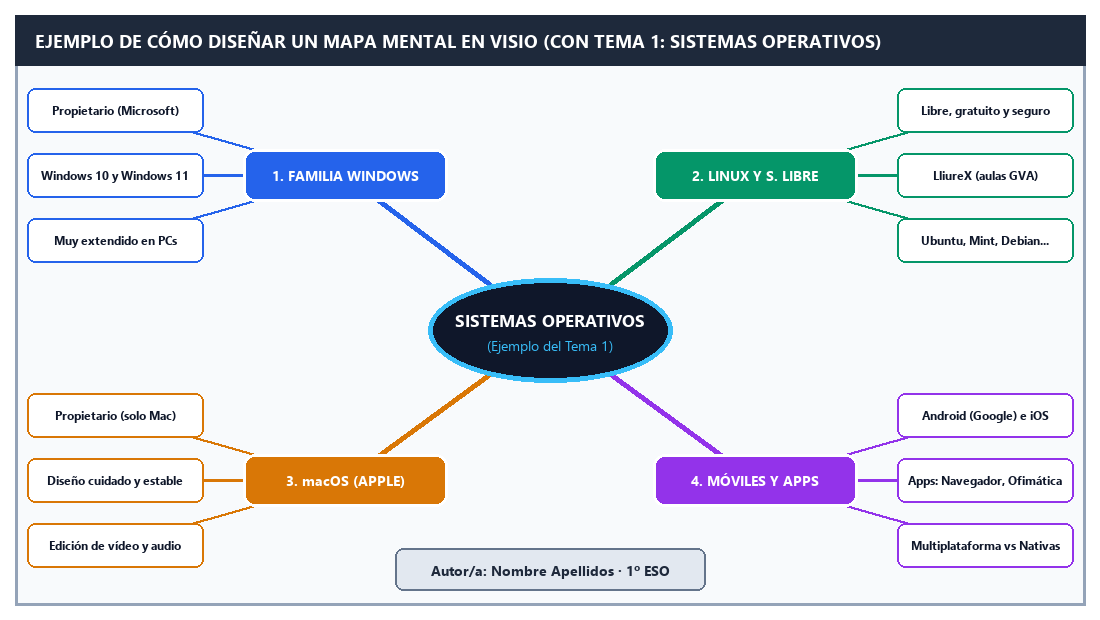 EJEMPLO DE CÓMO DISEÑAR UN MAPA MENTAL EN VISIO (CON TEMA 1: SISTEMAS OPERATIVOS)
Propietario (Microsoft)
Windows 10 y Windows 11
Muy extendido en PCs
1. FAMILIA WINDOWS
2. LINUX Y S. LIBRE
Libre, gratuito y seguro
LliureX (aulas GVA)
Ubuntu, Mint, Debian...
SISTEMAS OPERATIVOS
(Ejemplo del Tema 1)
Propietario (solo Mac)
Diseño cuidado y estable
Edición de vídeo y audio
3. macOS (APPLE)
4. MÓVILES Y APPS
Android (Google) e iOS
Apps: Navegador, Ofimática
Multiplataforma vs Nativas
Autor/a: Nombre Apellidos · 1º ESO